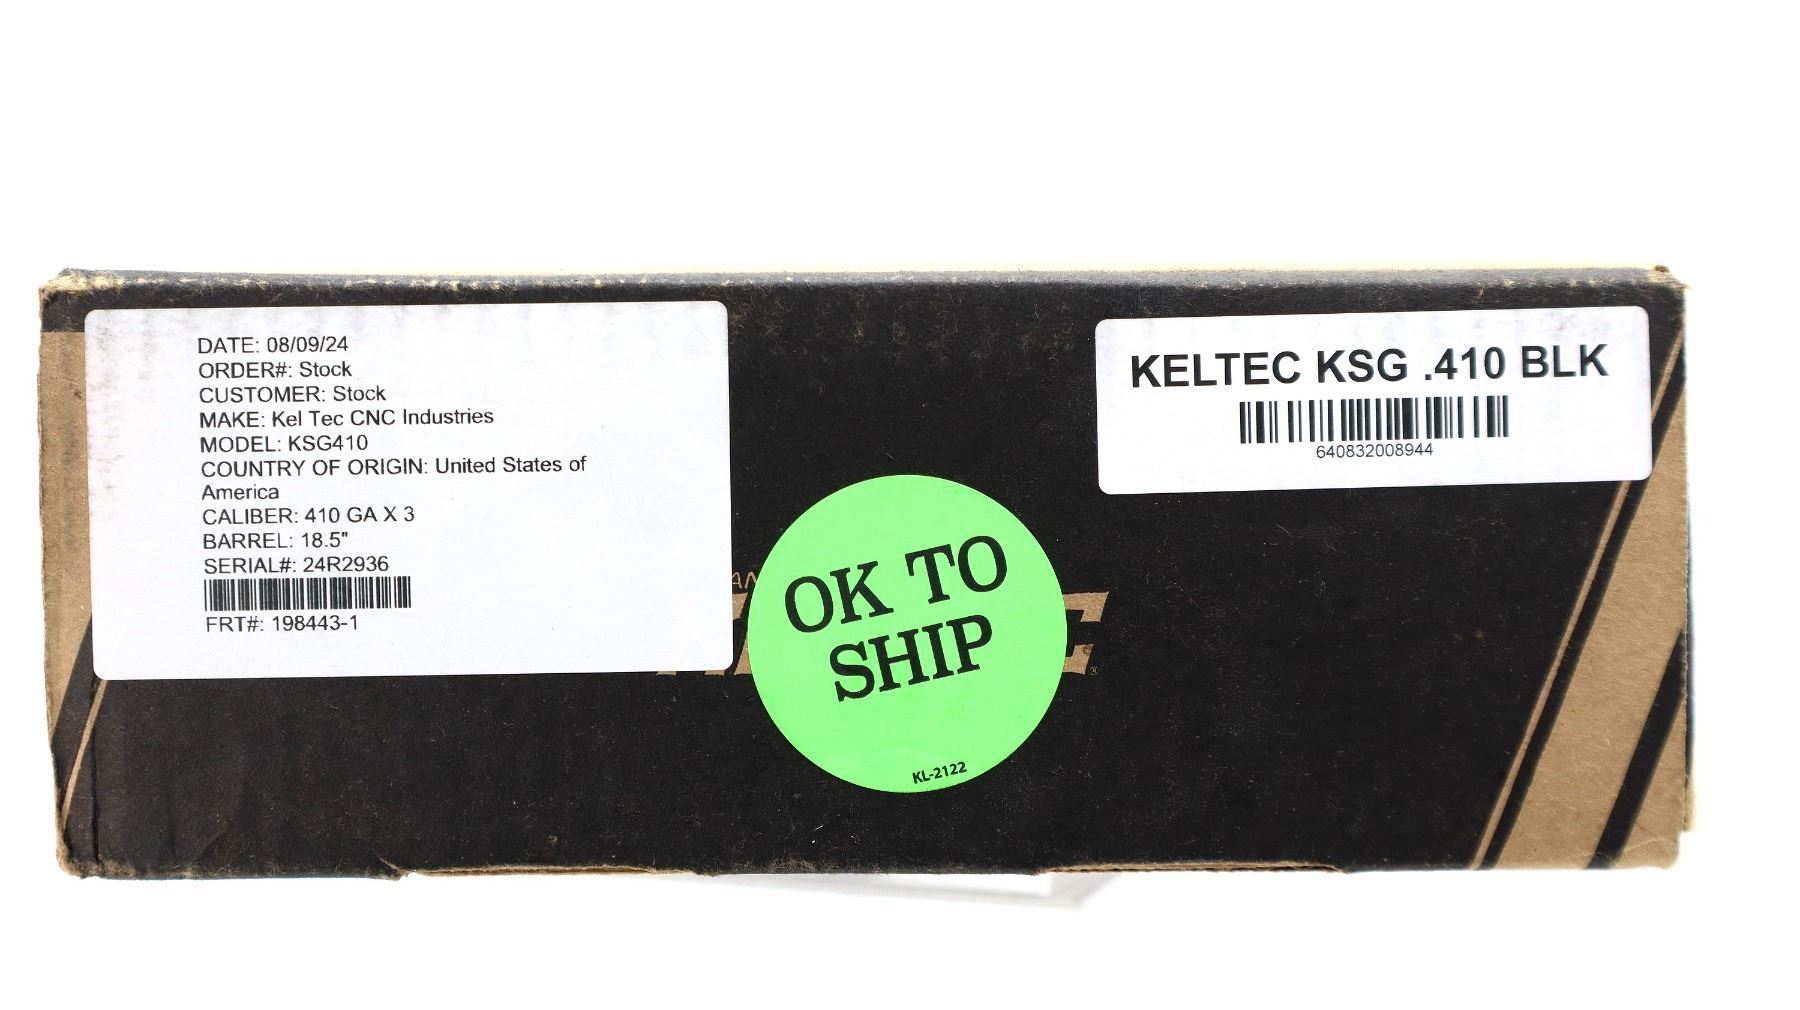 DATE: 08/09/24
ORDER#: Stock
CUSTOMER: Stock
MAKE: Kel Tec CNC Industries
MODEL: KSG410
COUNTRY OF ORIGIN: United States of
America
CALIBER: 410 GA X 3
BARREL: 18.5"
SERIAL#: 24R2936
FRT#: 198443-1
KELTEC KSG .410 BLK
640832008944
OK TO
SHIP
KL-2122